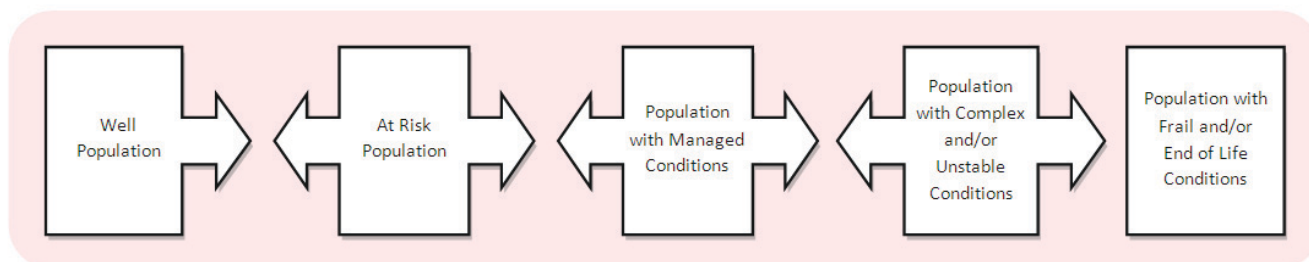 Well
Population
At Risk
Population
Population
with Managed
Conditions
Population
with Complex
and/or
Unstable
Conditions
Population with
Frail and/or
End of Life
Conditions